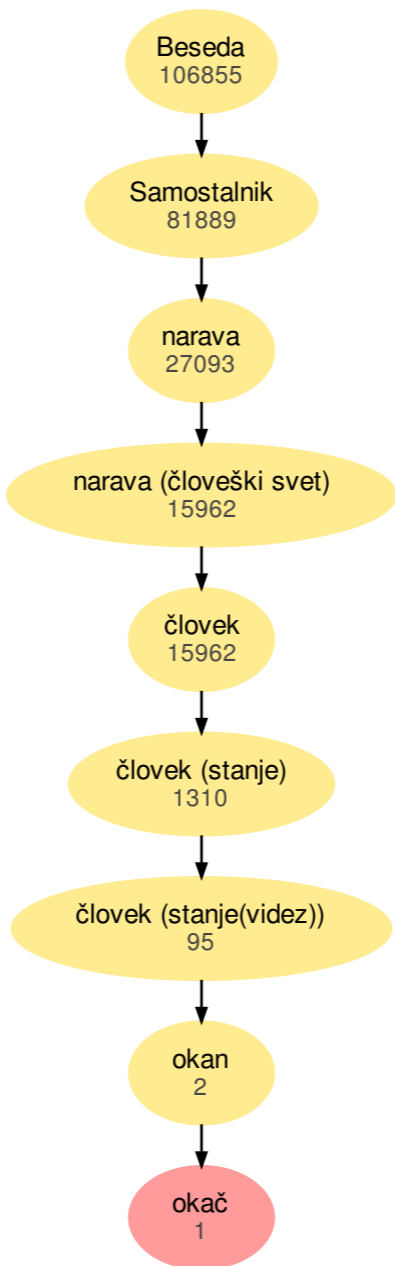 Beseda
106855
Samostalnik
81889
narava
27093
narava (človeški svet)
15962
človek
15962
človek (stanje)
1310
človek (stanje(videz))
95
okan
2
okač
1